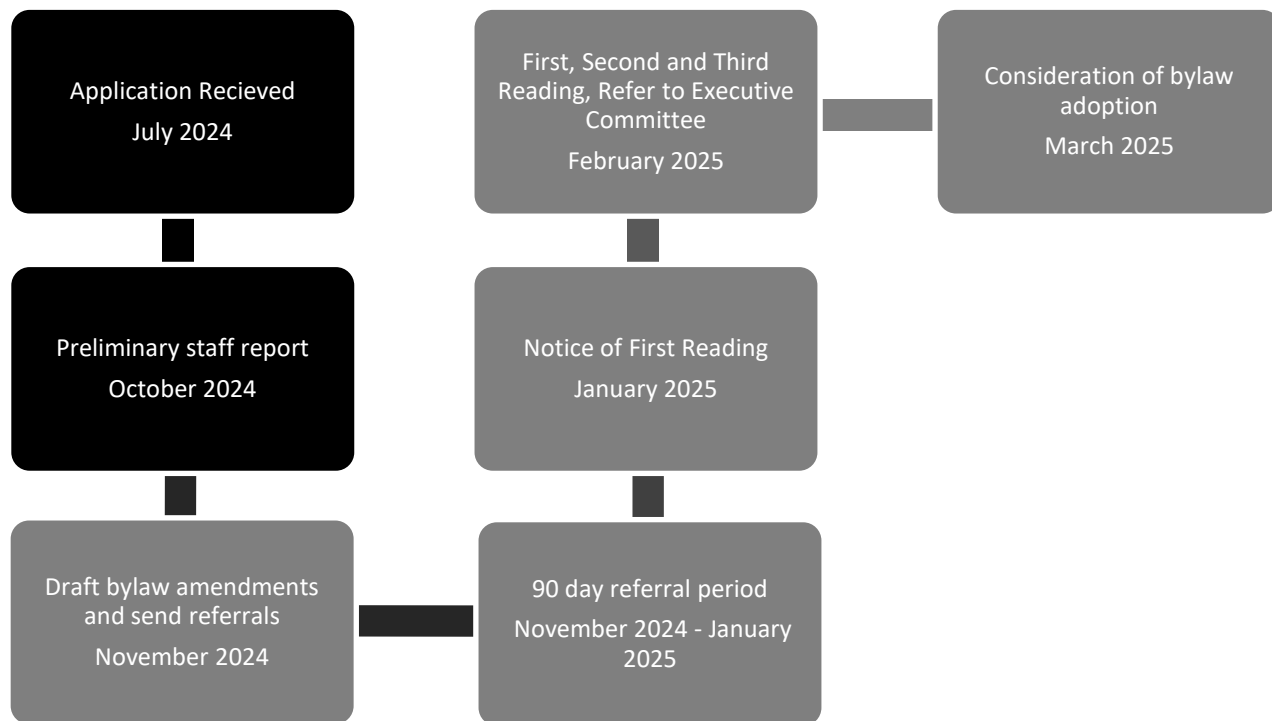 Application Recieved
July 2024
Preliminary staff report
October 2024
Draft bylaw amendments
and send referrals
November 2024
90 day referral period
November 2024 - January
2025
Notice of First Reading
January 2025
First, Second and Third
Reading, Refer to Executive
Committee
February 2025
Consideration of bylaw
adoption
March 2025